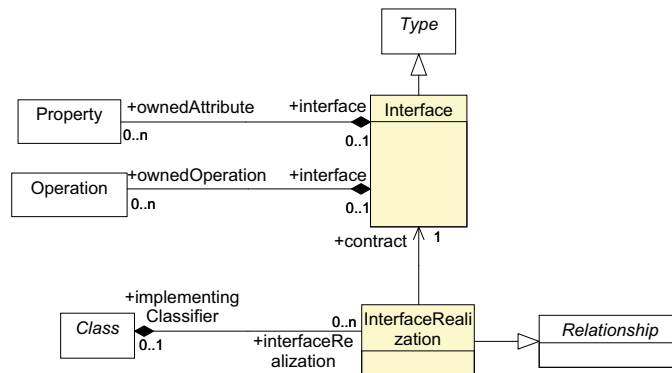 Type
+ownedAttribute
+interface
Interface
Property
0..n
0..1
+ownedOperation
+interface
Operation
0..n
0..1
+contract
1
+implementing
Classifier
0..n
InterfaceReali
zation
Class
0..1
+interfaceRe
alization
Relationship